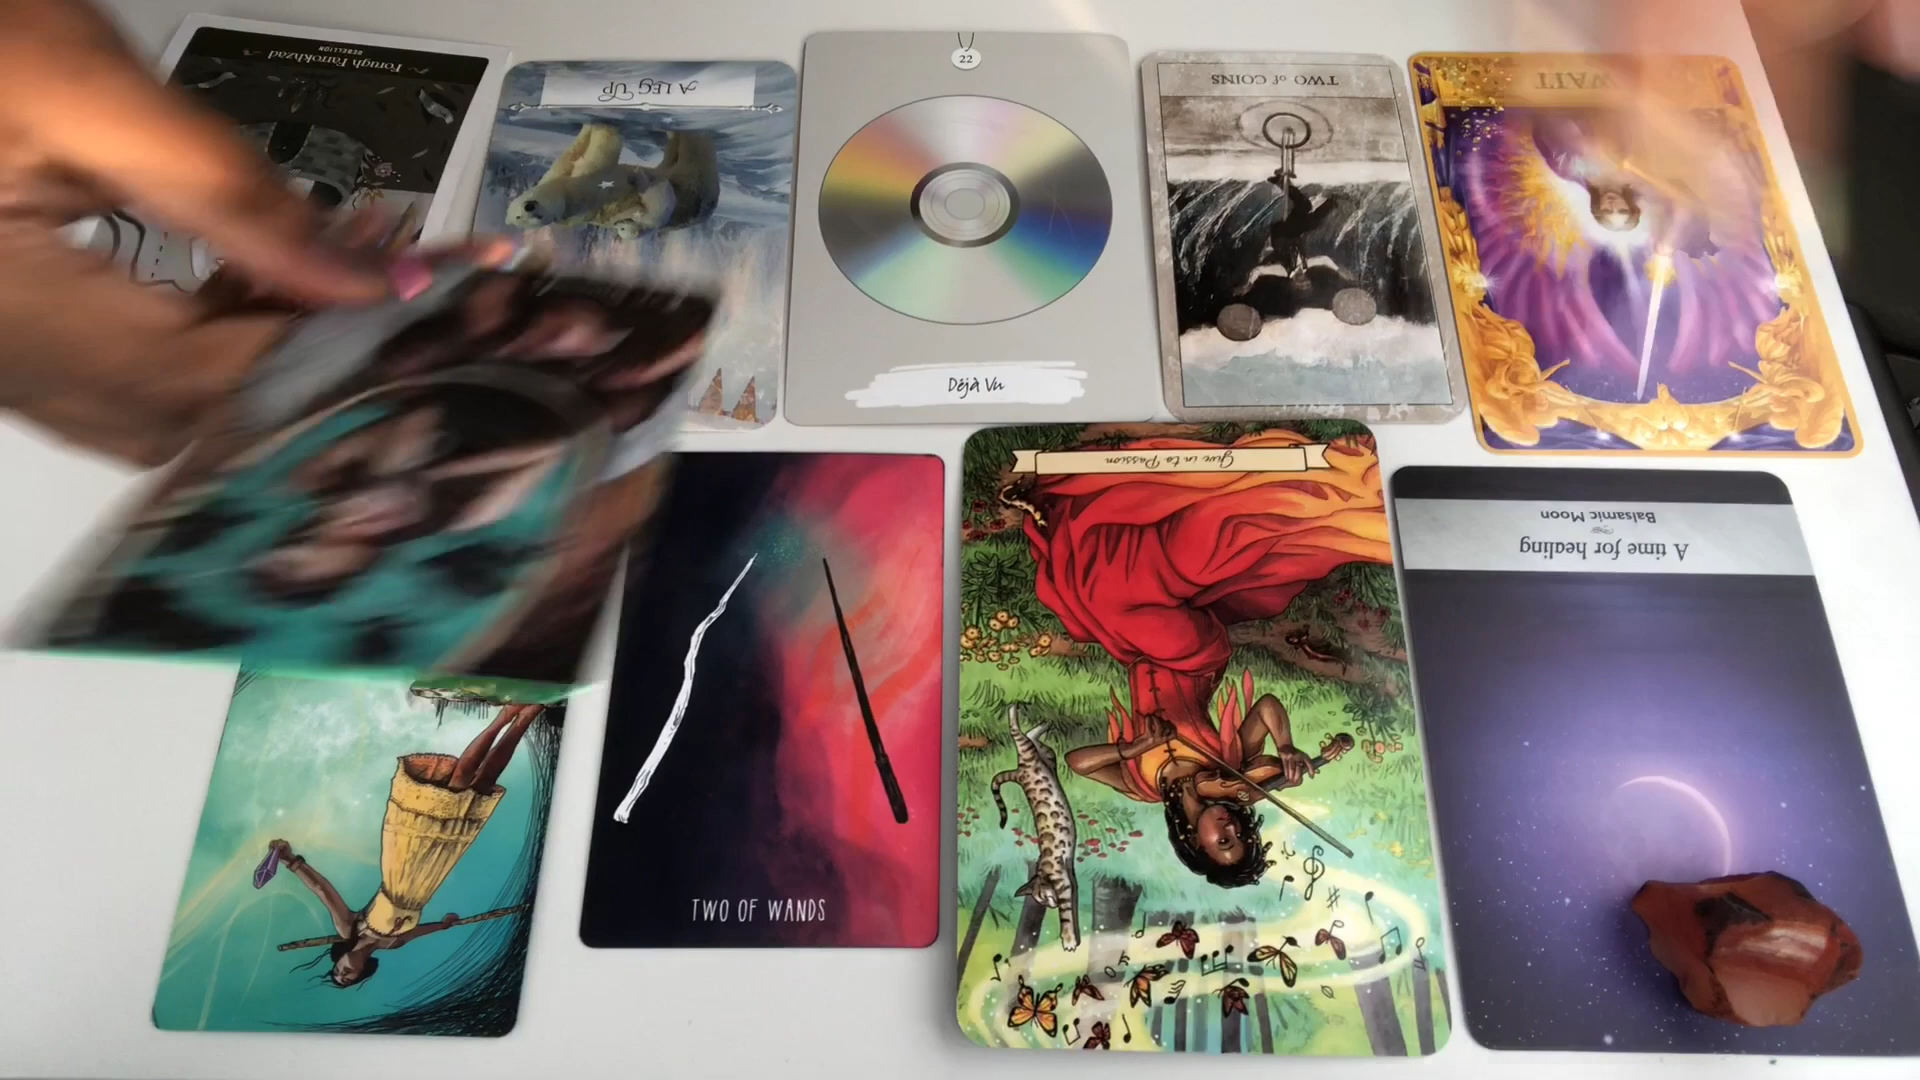 Forugh Farrokhzad
REBELLION
A LEG UP
22
Déjà Vu
TWO of COINS
WAIT
TWO OF WANDS
Give in to Passion
A time for healing
Balsamic Moon